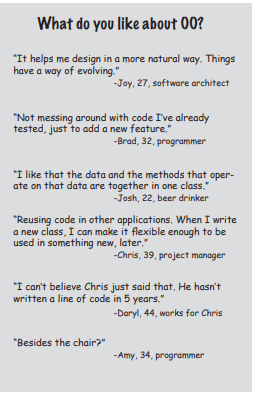 What do you like about OO?
“It helps me design in a more natural way. Things
have a way of evolving.”
-Joy, 27, software architect
“Not messing around with code I’ve already
tested, just to add a new feature.”
-Brad, 32, programmer
“I like that the data and the methods that oper-
ate on that data are together in one class.”
-Josh, 22, beer drinker
“Reusing code in other applications. When I write
a new class, I can make it flexible enough to be
used in something new, later.”
-Chris, 39, project manager
“I can’t believe Chris just said that. He hasn’t
written a line of code in 5 years.”
-Daryl, 44, works for Chris
“Besides the chair?”
-Amy, 34, programmer